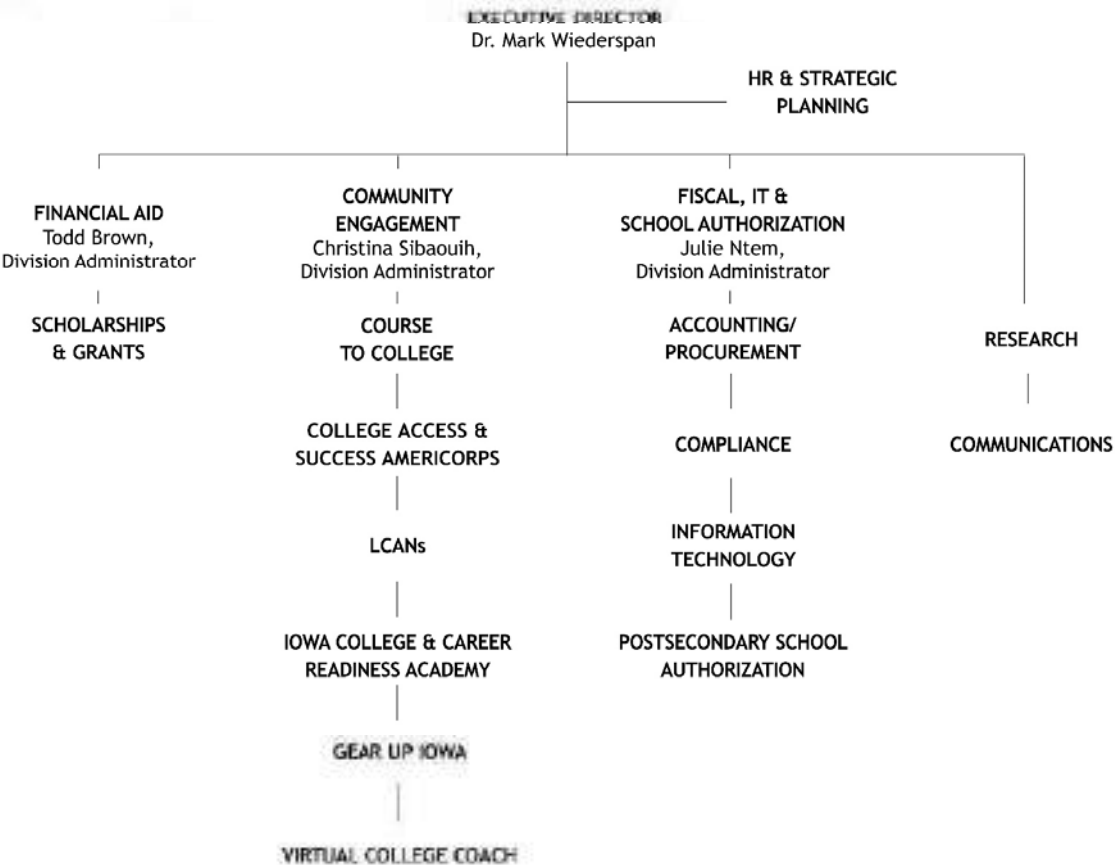 EXECUTIVE DIRECTOR
Dr. Mark Wiederspan
HR & STRATEGIC
PLANNING
FINANCIAL AID
Todd Brown,
Division Administrator
SCHOLARSHIPS
& GRANTS
COMMUNITY
ENGAGEMENT
Christina Sibaouih,
Division Administrator
COURSE
TO COLLEGE
COLLEGE ACCESS &
SUCCESS AMERICORPS
LCANs
IOWA COLLEGE & CAREER
READINESS ACADEMY
GEAR UP IOWA
VIRTUAL COLLEGE COACH
FISCAL, IT &
SCHOOL AUTHORIZATION
Julie Ntem,
Division Administrator
ACCOUNTING/
PROCUREMENT
COMPLIANCE
INFORMATION
TECHNOLOGY
POSTSECONDARY SCHOOL
AUTHORIZATION
RESEARCH
COMMUNICATIONS